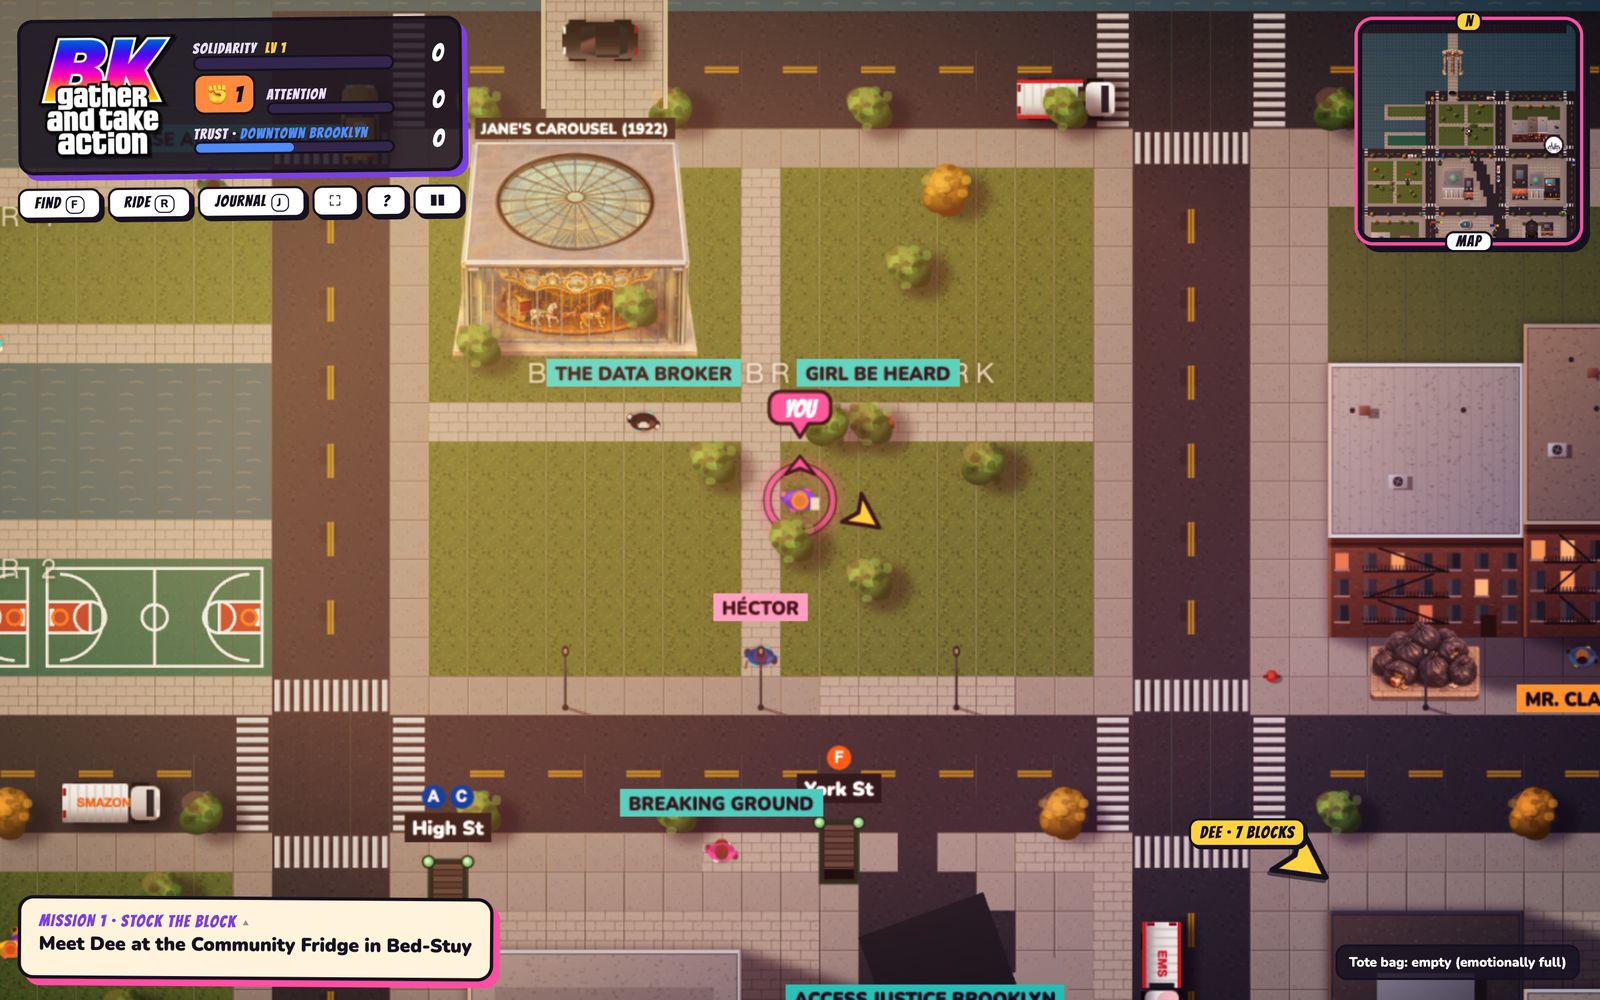 BK
gather
and take
action
SOLIDARITY LV 1
0
1
ATTENTION
0
TRUST · DOWNTOWN BROOKLYN
0
FIND F
RIDE R
JOURNAL J
?
N
MAP
JANE'S CAROUSEL (1922)
THE DATA BROKER
GIRL BE HEARD
YOU
HÉCTOR
MR. CLA
SMAZON
A C
High St
F
York St
BREAKING GROUND
DEE · 7 BLOCKS
MISSION 1 · STOCK THE BLOCK
Meet Dee at the Community Fridge in Bed-Stuy
EMS
Tote bag: empty (emotionally full)
ACCESS JUSTICE BROOKLYN